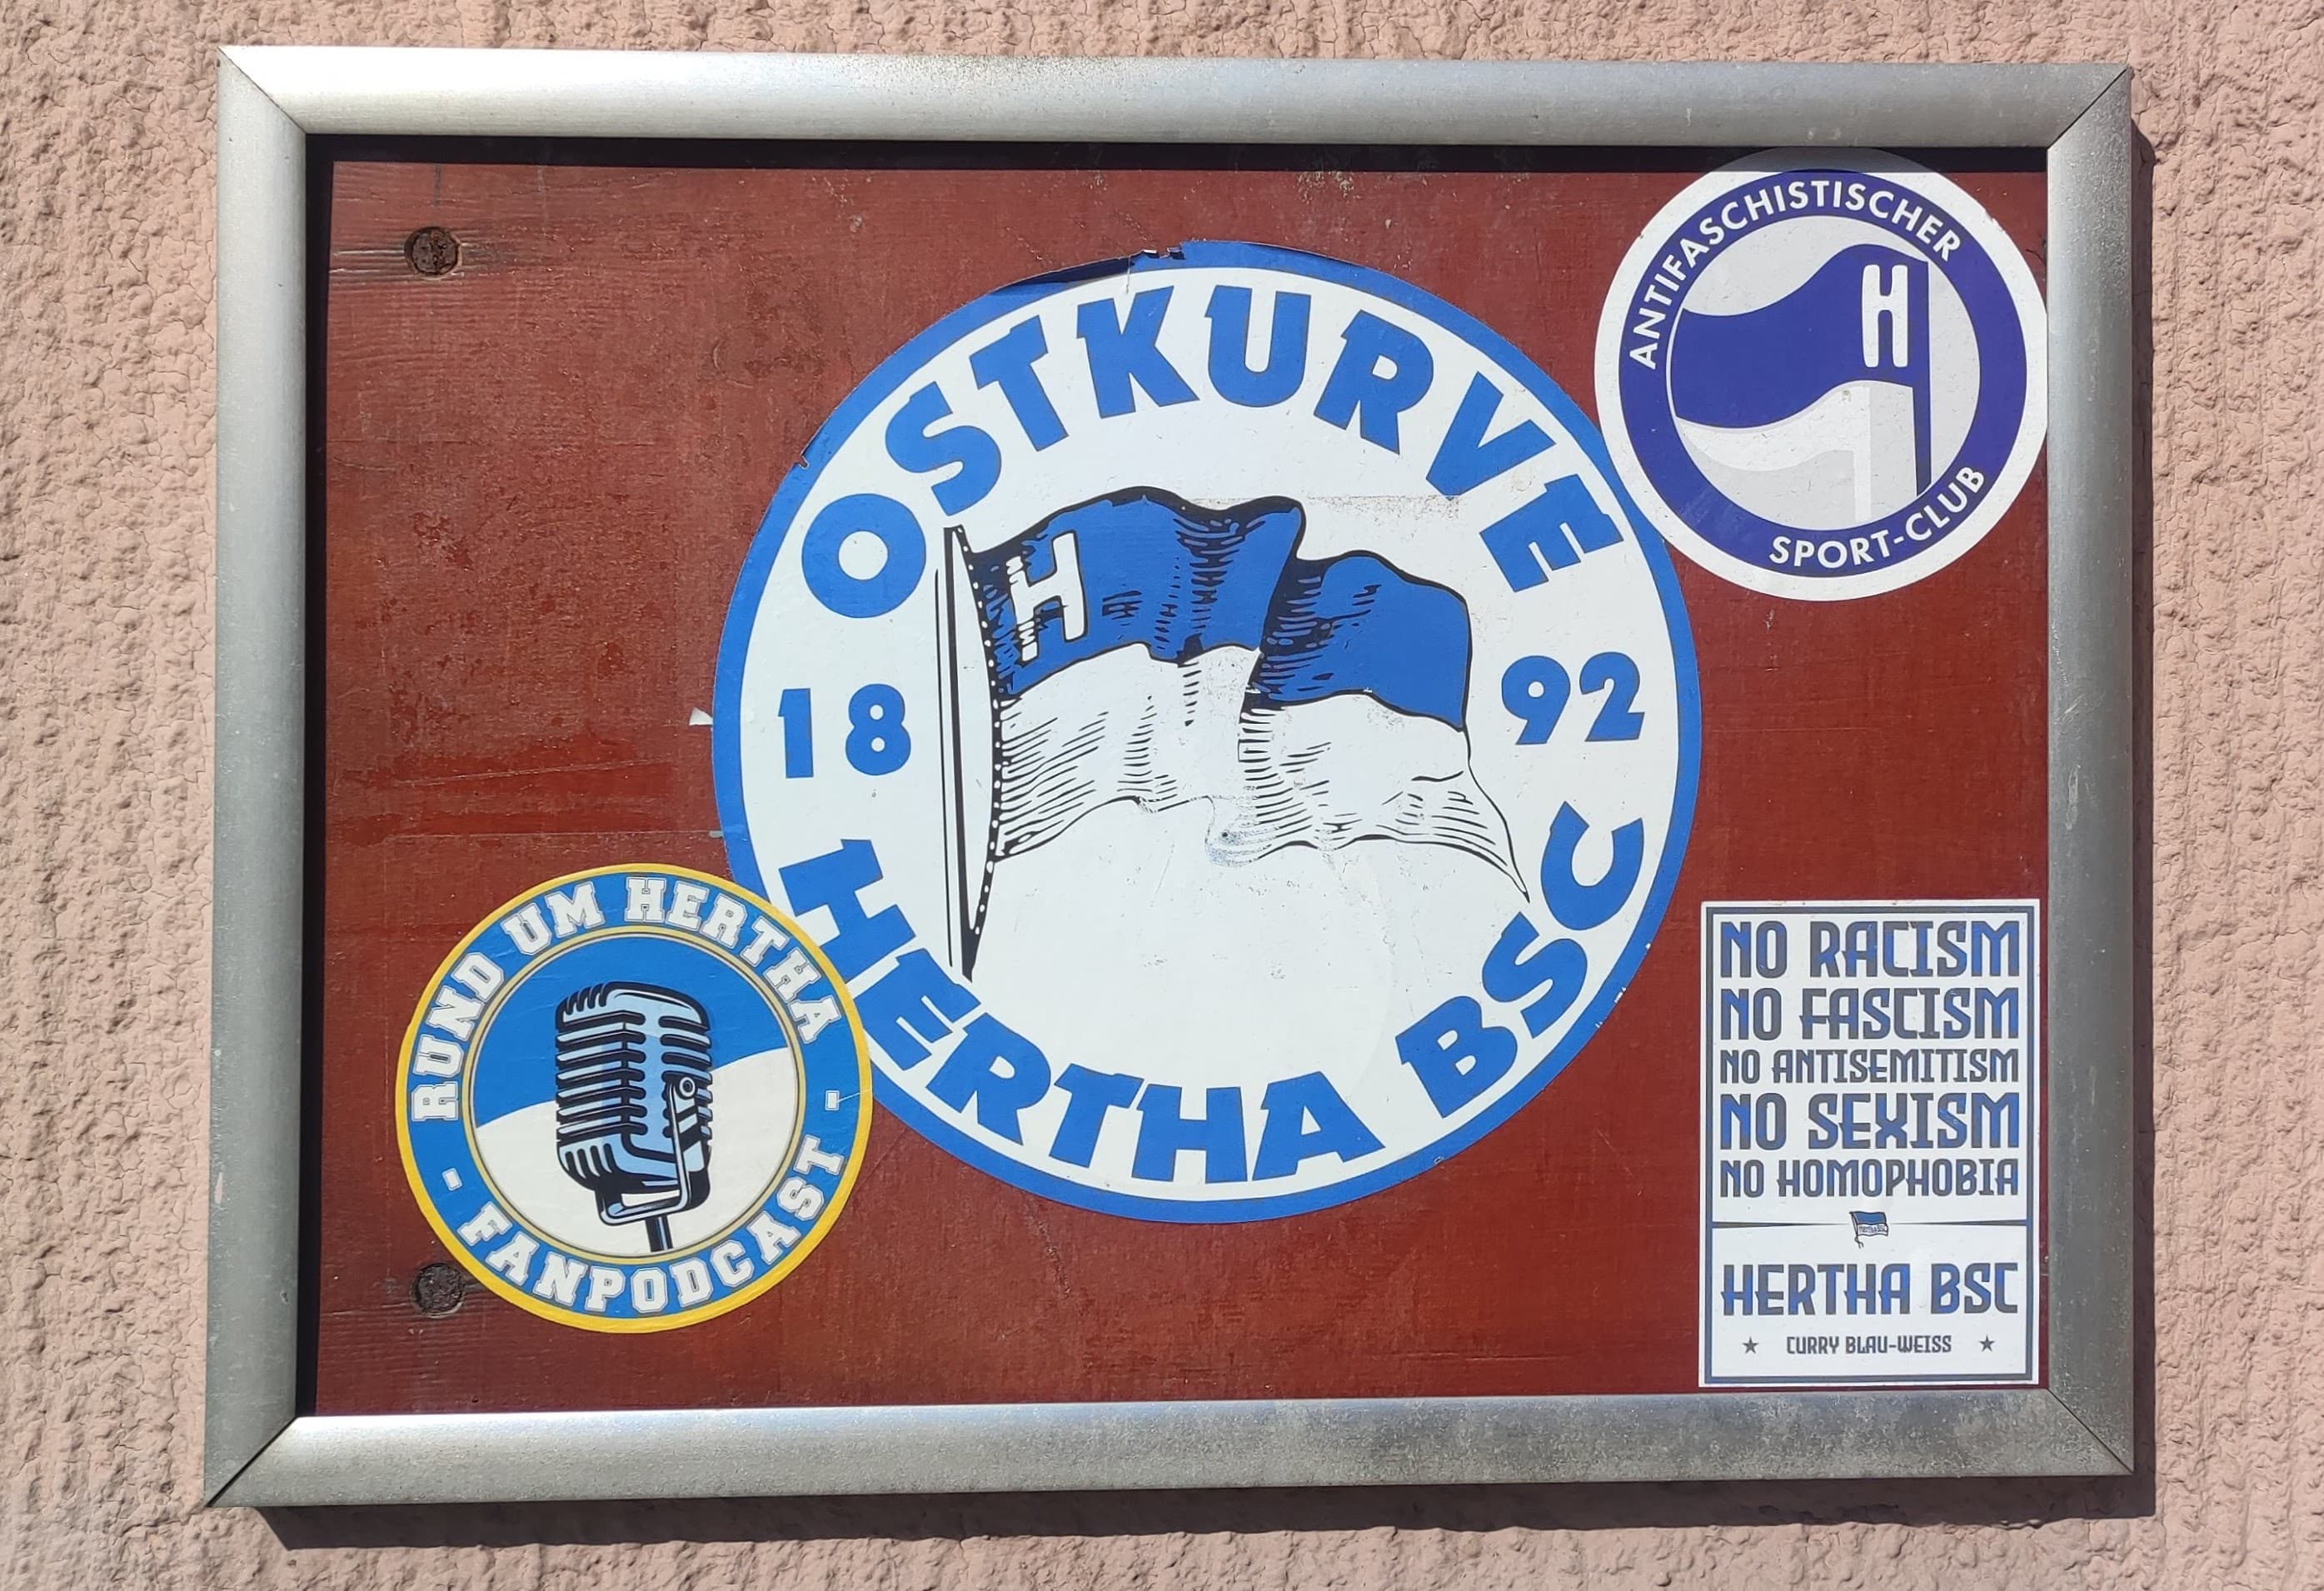 OSTKURVE
18 92
HERTHA BSC
H
ANTIFASCHISTISCHER
H
SPORT-CLUB
RUND UM HERTHA
- FANPODCAST -
NO RACISM
NO FASCISM
NO ANTISEMITISM
NO SEXISM
NO HOMOPHOBIA
HERTHA BSC
★ CURRY BLAU-WEISS ★